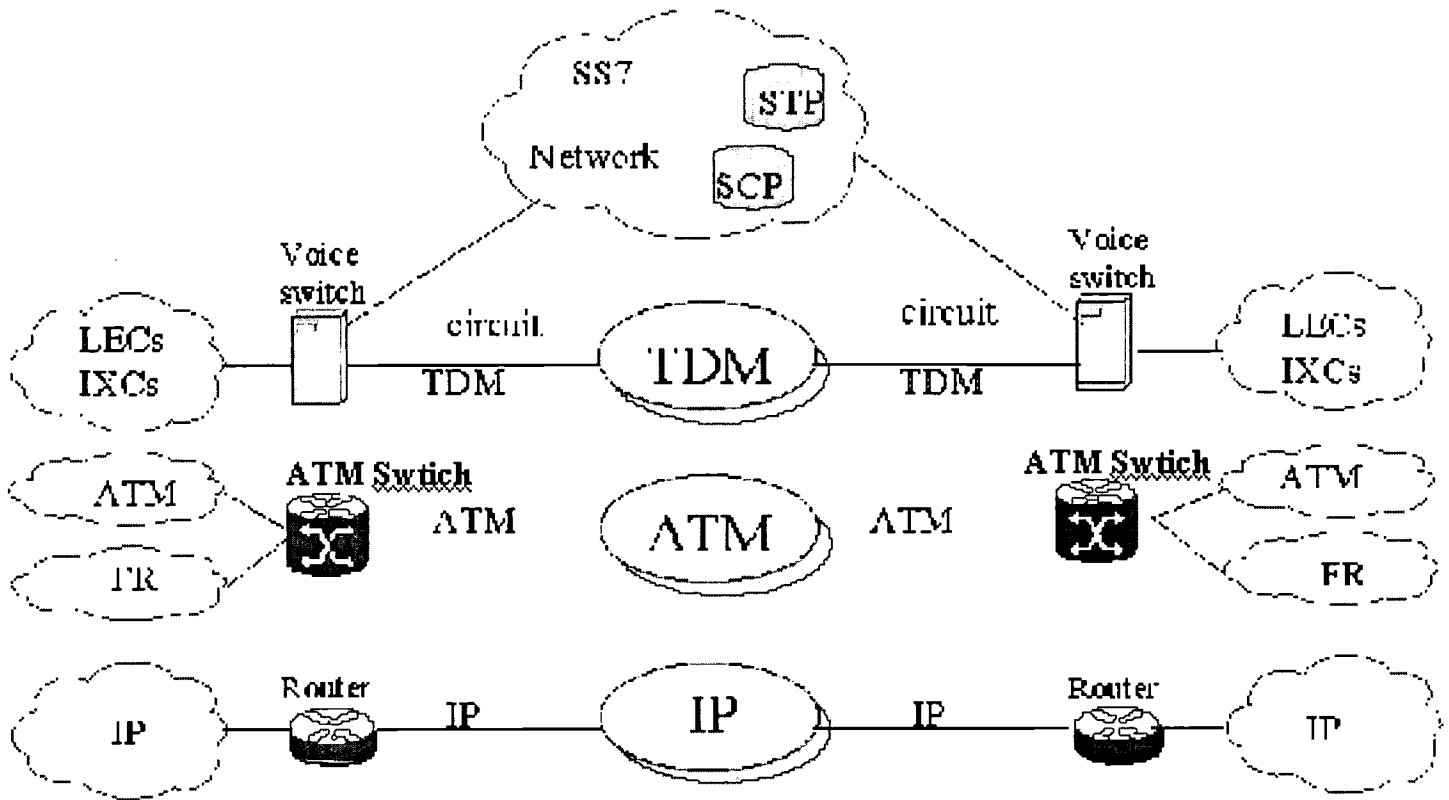 SS7
STP
Network
SCP
Voice
switch
Voice
switch
LECs
IXCs
circuit
TDM
TDM
circuit
TDM
LECs
IXCs
ATM Swtich
ATM Swtich
ATM
FR
ATM
ATM
ATM
ATM
FR
IP
Router
IP
IP
IP
Router
IP